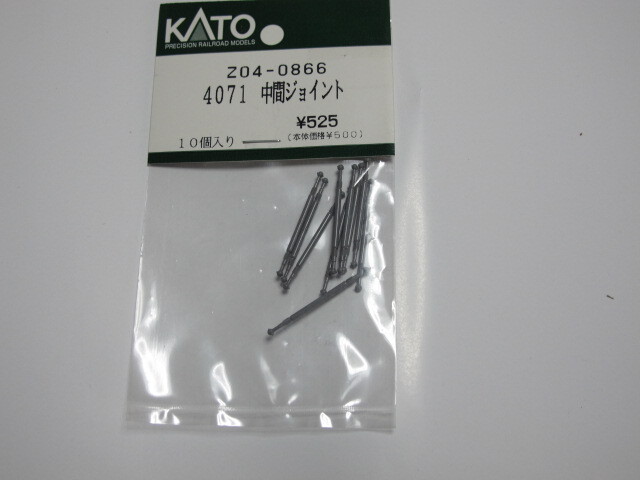 KATO
PRECISION RAILROAD MODELS
Z04-0866
4071 中間ジョイント
¥525
10個入り (本体価格¥500)